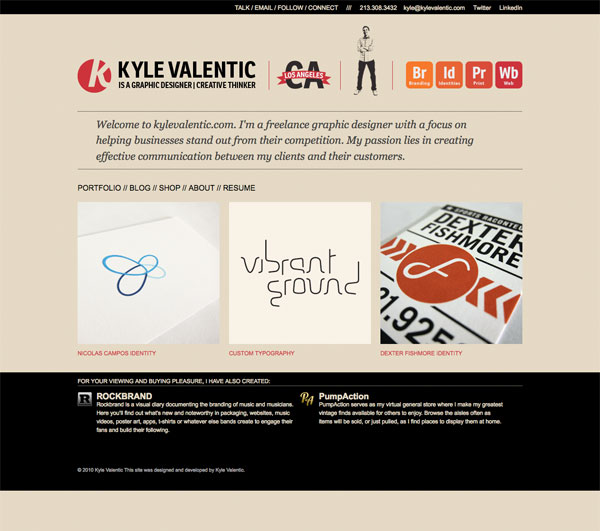 TALK / EMAIL / FOLLOW / CONNECT /// 213.308.3432 kyle@kylevalentic.com Twitter LinkedIn
K KYLE VALENTIC
IS A GRAPHIC DESIGNER | CREATIVE THINKER
CA
LOS ANGELES
Br Id Pr Wb
Branding Identities Print Web
Welcome to kylevalentic.com. I'm a freelance graphic designer with a focus on
helping businesses stand out from their competition. My passion lies in creating
effective communication between my clients and their customers.
PORTFOLIO // BLOG // SHOP // ABOUT // RESUME
vibrant
ground
SPORTS RACONTEU
DEXTER
FISHMORE
f
01.925
NICOLAS CAMPOS IDENTITY
CUSTOM TYPOGRAPHY
DEXTER FISHMORE IDENTITY
FOR YOUR VIEWING AND BUYING PLEASURE, I HAVE ALSO CREATED:
R
ROCKBRAND
Rockbrand is a visual diary documenting the branding of music and musicians.
Here you'll find out what's new and noteworthy in packaging, websites, music
videos, poster art, apps, t-shirts or whatever else bands create to engage their
fans and build their following.
PA
PumpAction
PumpAction serves as my virtual general store where I make my greatest
vintage finds available for others to enjoy. Browse the aisles often as
items will be sold, or just pulled, as I find places to display them at home.
© 2010 Kyle Valentic This site was designed and developed by Kyle Valentic.